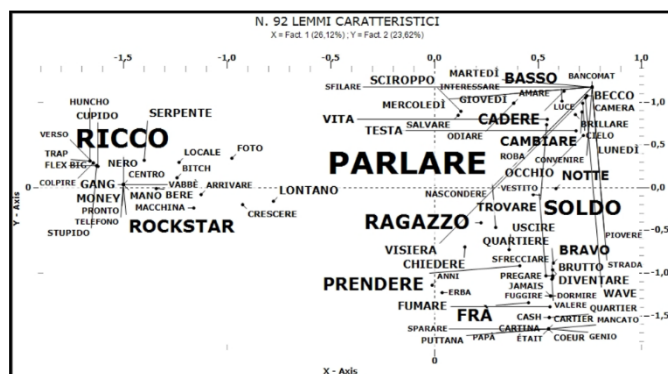 N. 92 LEMMI CARATTERISTICI
X = Fact. 1 (26,12%) ; Y = Fact. 2 (23,62%)
-1,5 -1,0 0,0 0,5 1,0
HUNCHO
CUPIDO
SERPENTE
VERSO
RICCO
TRAP
FLEX BIG
NERO
LOCALE
FOTO
COLPIRE
CENTRO
BITCH
GANG
VABBÈ
MONEY
MANO BERE
ARRIVARE
LONTANO
PRONTO
MACCHINA
CRESCERE
TELEFONO
STUPIDO
ROCKSTAR
MARTEDÌ
BASSO
BANCOMAT
SCIROPPO
INTERESSARE
SFILARE
AMARE
BECCO
GIOVEDÌ
MERCOLEDÌ
LUCE
CAMERA
1,0
VITA
SALVARE
CADERE
BRILLARE
TESTA
ODIARE
CAMBIARE
CIELO
ROBA
CONVENIRE
LUNEDÌ
0,5
PARLARE
OCCHIO
NOTTE
NASCONDERE
VESTITO
0,0
TROVARE
SOLDO
RAGAZZO
USCIRE
PIOVERE
-0,5
VISIERA
QUARTIERE
CHIEDERE
SFRECCIARE
BRAVO
STRADA
ANNI
BRUTTO
PREGARE
PRENDERE
JAMAIS
DIVENTARE
-1,0
ERBA
FUGGIRE
DORMIRE
WAVE
FUMARE
VALERE
QUARTIER
FRÀ
CASH
CARTIER
MANCATO
-1,5
SPARARE
CARTINA
PUTTANA
PAPÀ
ÉTAIT
COEUR
GENIO
0
Y - Axis
X - Axis